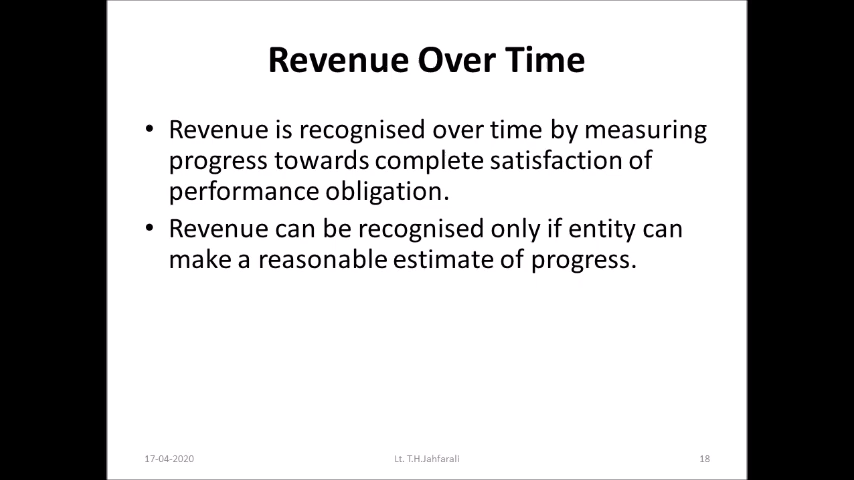 Revenue Over Time
• Revenue is recognised over time by measuring
progress towards complete satisfaction of
performance obligation.
• Revenue can be recognised only if entity can
make a reasonable estimate of progress.
17-04-2020
Lt. T.H.Jahfarali
18